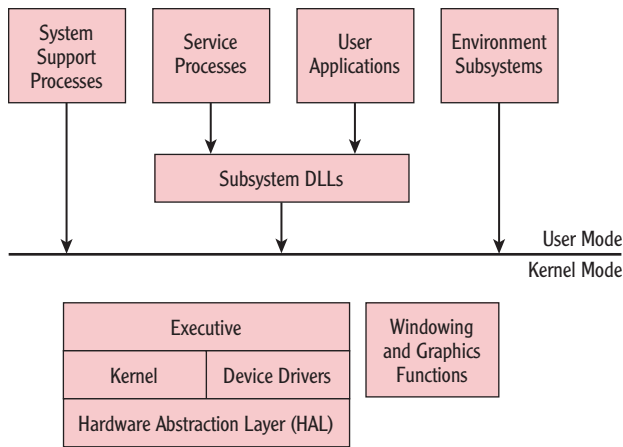 System
Support
Processes
Service
Processes
User
Applications
Environment
Subsystems
Subsystem DLLs
User Mode
Kernel Mode
Executive
Kernel
Device Drivers
Hardware Abstraction Layer (HAL)
Windowing
and Graphics
Functions